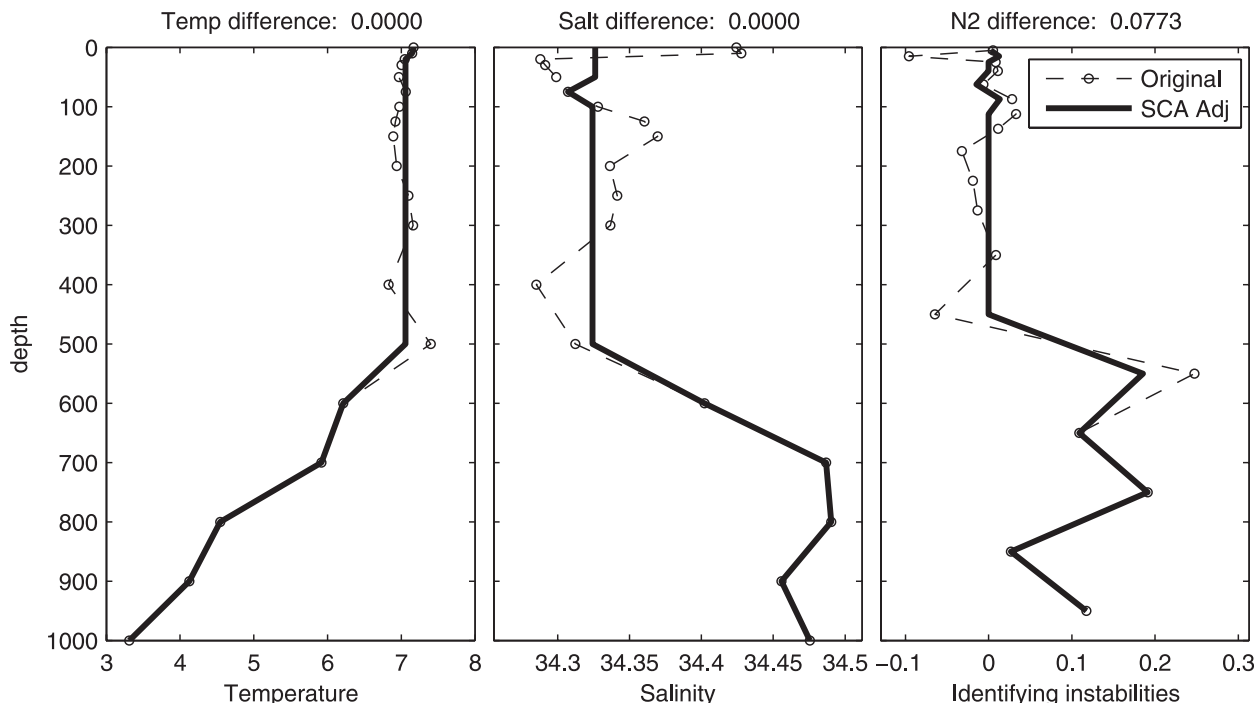 Temp difference: 0.0000
Salt difference: 0.0000
N2 difference: 0.0773
0
100
200
300
400
500
600
700
800
900
1000
depth
3 4 5 6 7 8
Temperature
34.3 34.35 34.4 34.45 34.5
Salinity
−0.1 0 0.1 0.2 0.3
Identifying instabilities
Original
SCA Adj